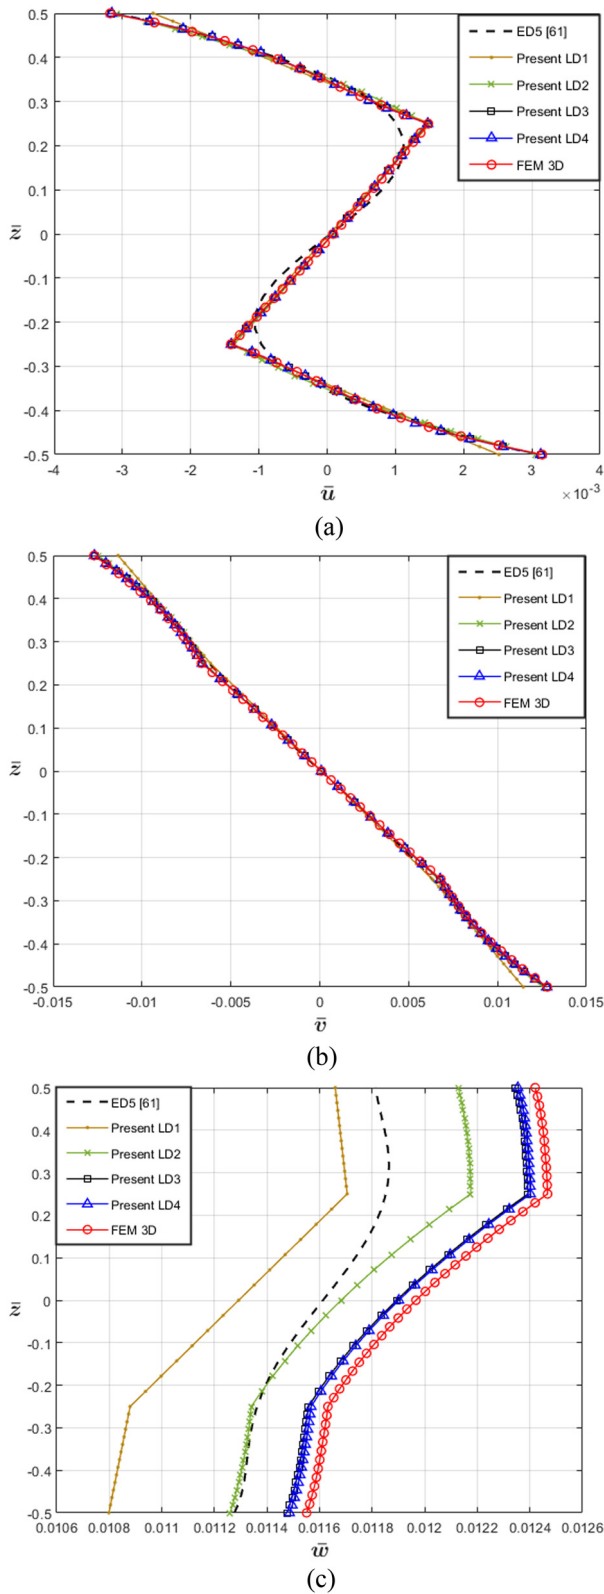 0.5
0.4
0.3
0.2
0.1
0
-0.1
-0.2
-0.3
-0.4
-0.5
z̄
ED5 [61]
Present LD1
Present LD2
Present LD3
Present LD4
FEM 3D
-4 -3 -2 -1 0 1 2 3 4
ū
×10⁻³
(a)
0.5
0.4
0.3
0.2
0.1
0
-0.1
-0.2
-0.3
-0.4
-0.5
z̄
ED5 [61]
Present LD1
Present LD2
Present LD3
Present LD4
FEM 3D
-0.015 -0.01 -0.005 0 0.005 0.01 0.015
v̄
(b)
0.5
0.4
0.3
0.2
0.1
0
-0.1
-0.2
-0.3
-0.4
-0.5
z̄
ED5 [61]
Present LD1
Present LD2
Present LD3
Present LD4
FEM 3D
0.0106 0.0108 0.011 0.0112 0.0114 0.0116 0.0118 0.012 0.0122 0.0124 0.0126
w̄
(c)